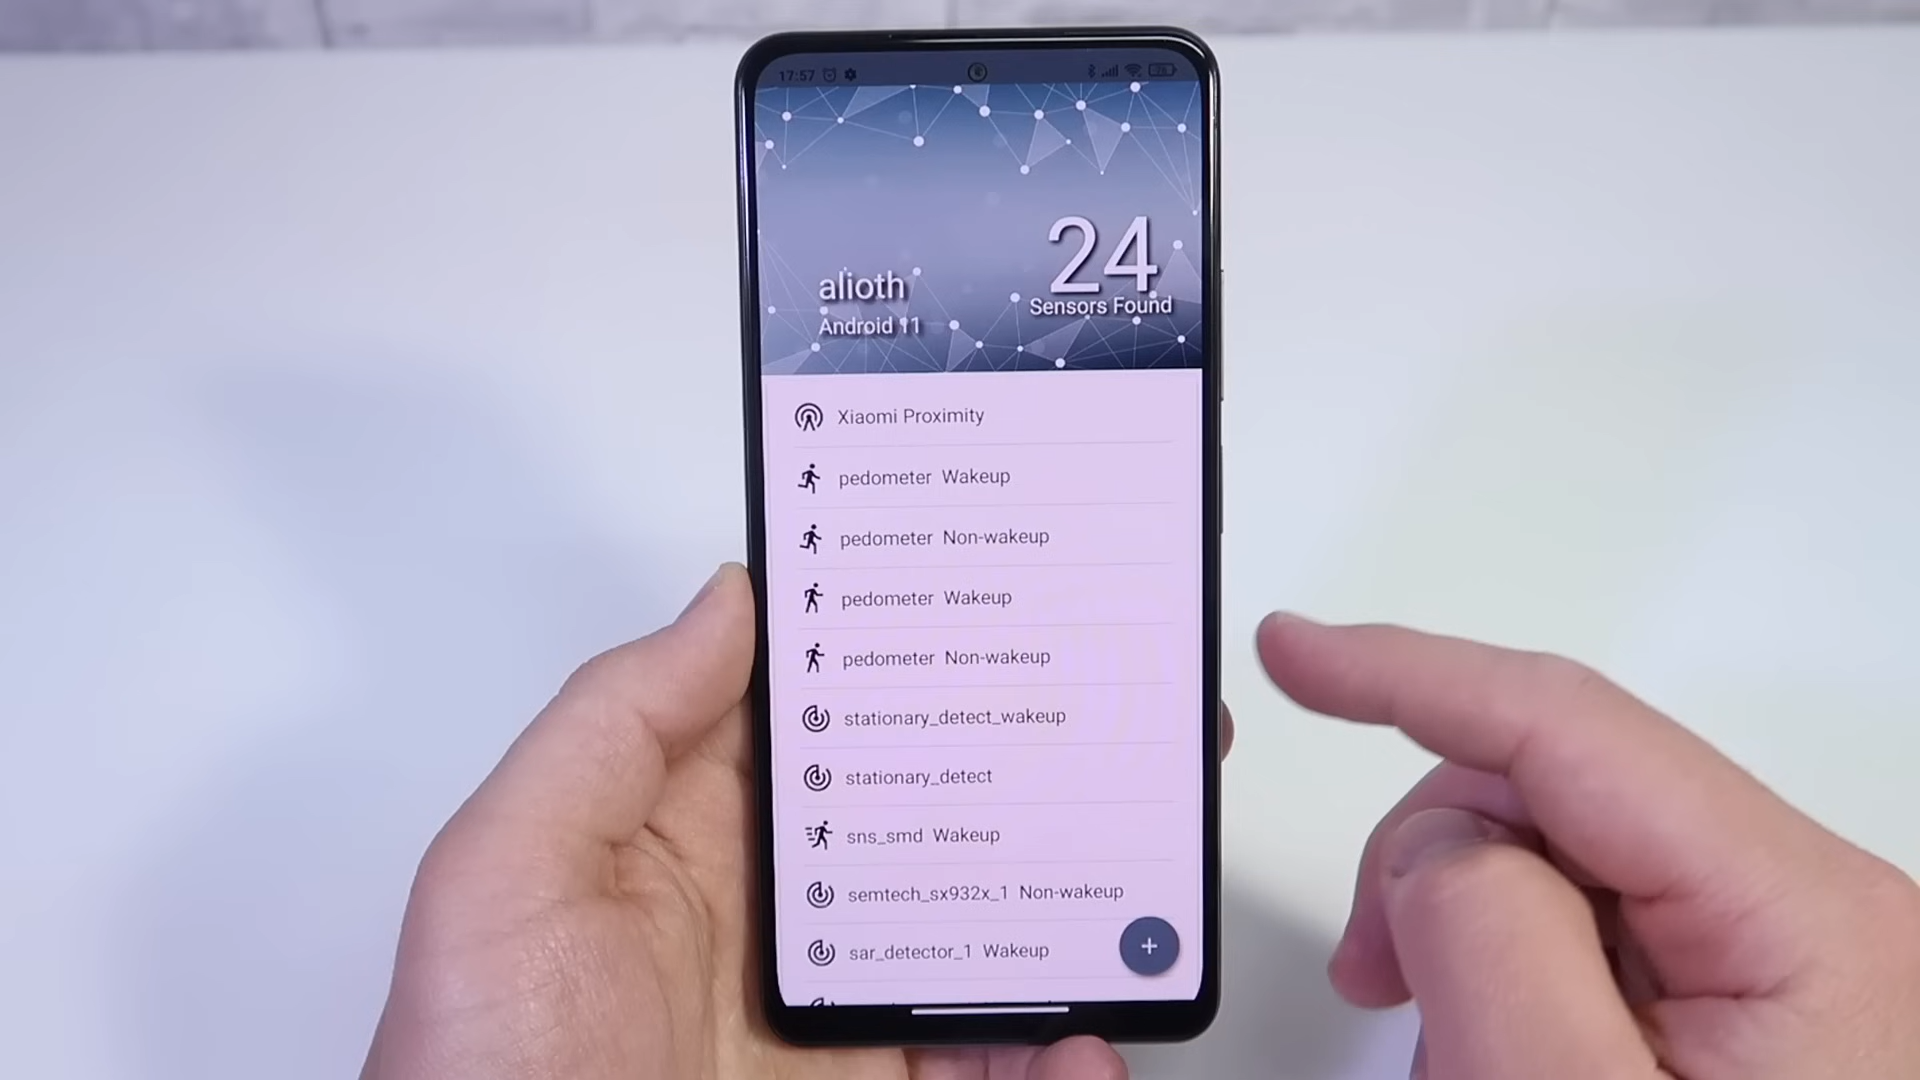 17:57
24
alioth
Sensors Found
Android 11
Xiaomi Proximity
pedometer Wakeup
pedometer Non-wakeup
pedometer Wakeup
pedometer Non-wakeup
stationary_detect_wakeup
stationary_detect
sns_smd Wakeup
semtech_sx932x_1 Non-wakeup
sar_detector_1 Wakeup
+